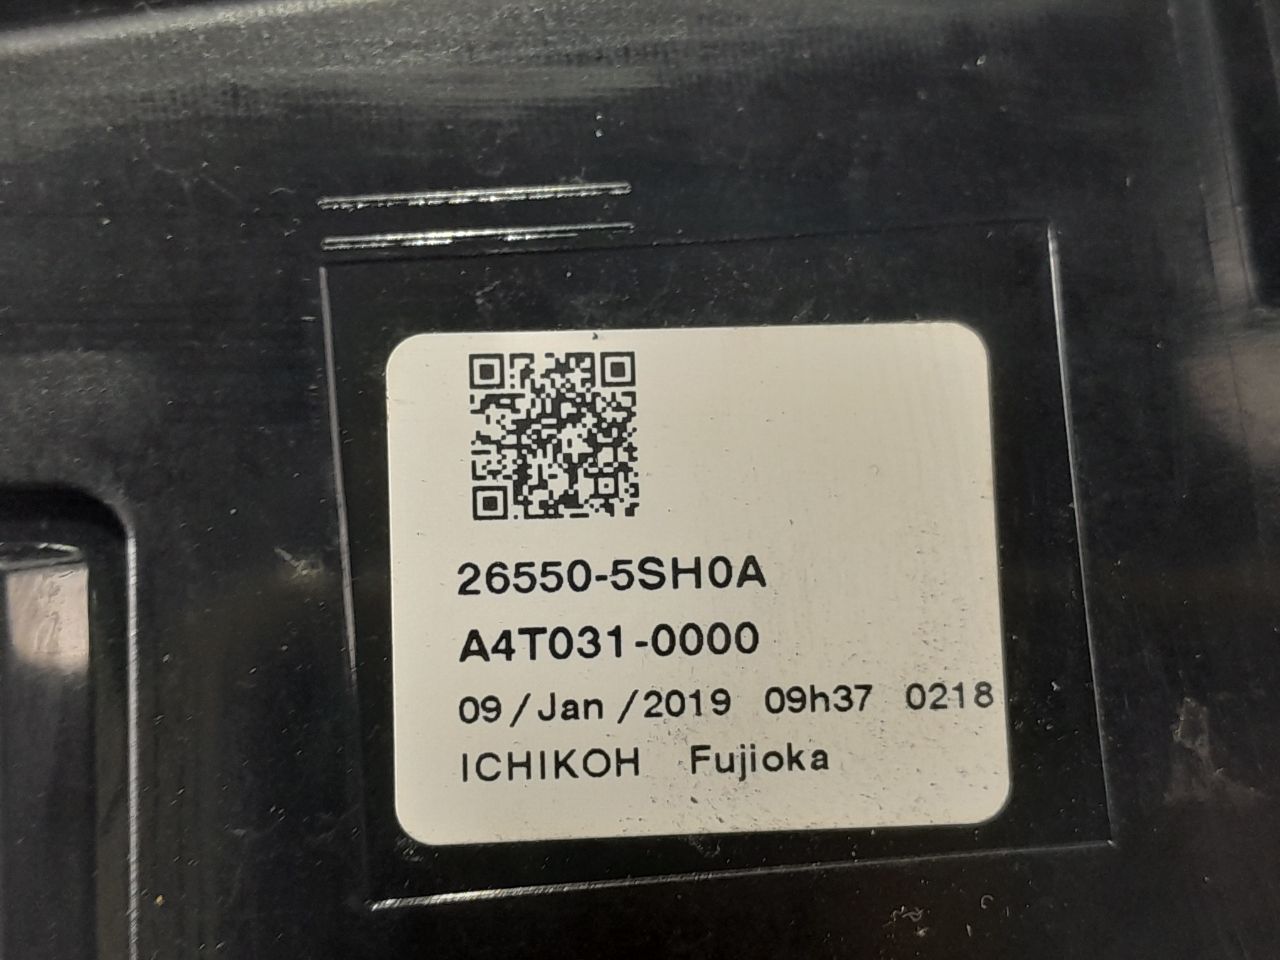 26550-5SH0A
A4T031-0000
09/Jan/2019 09h37 0218
ICHIKOH Fujioka